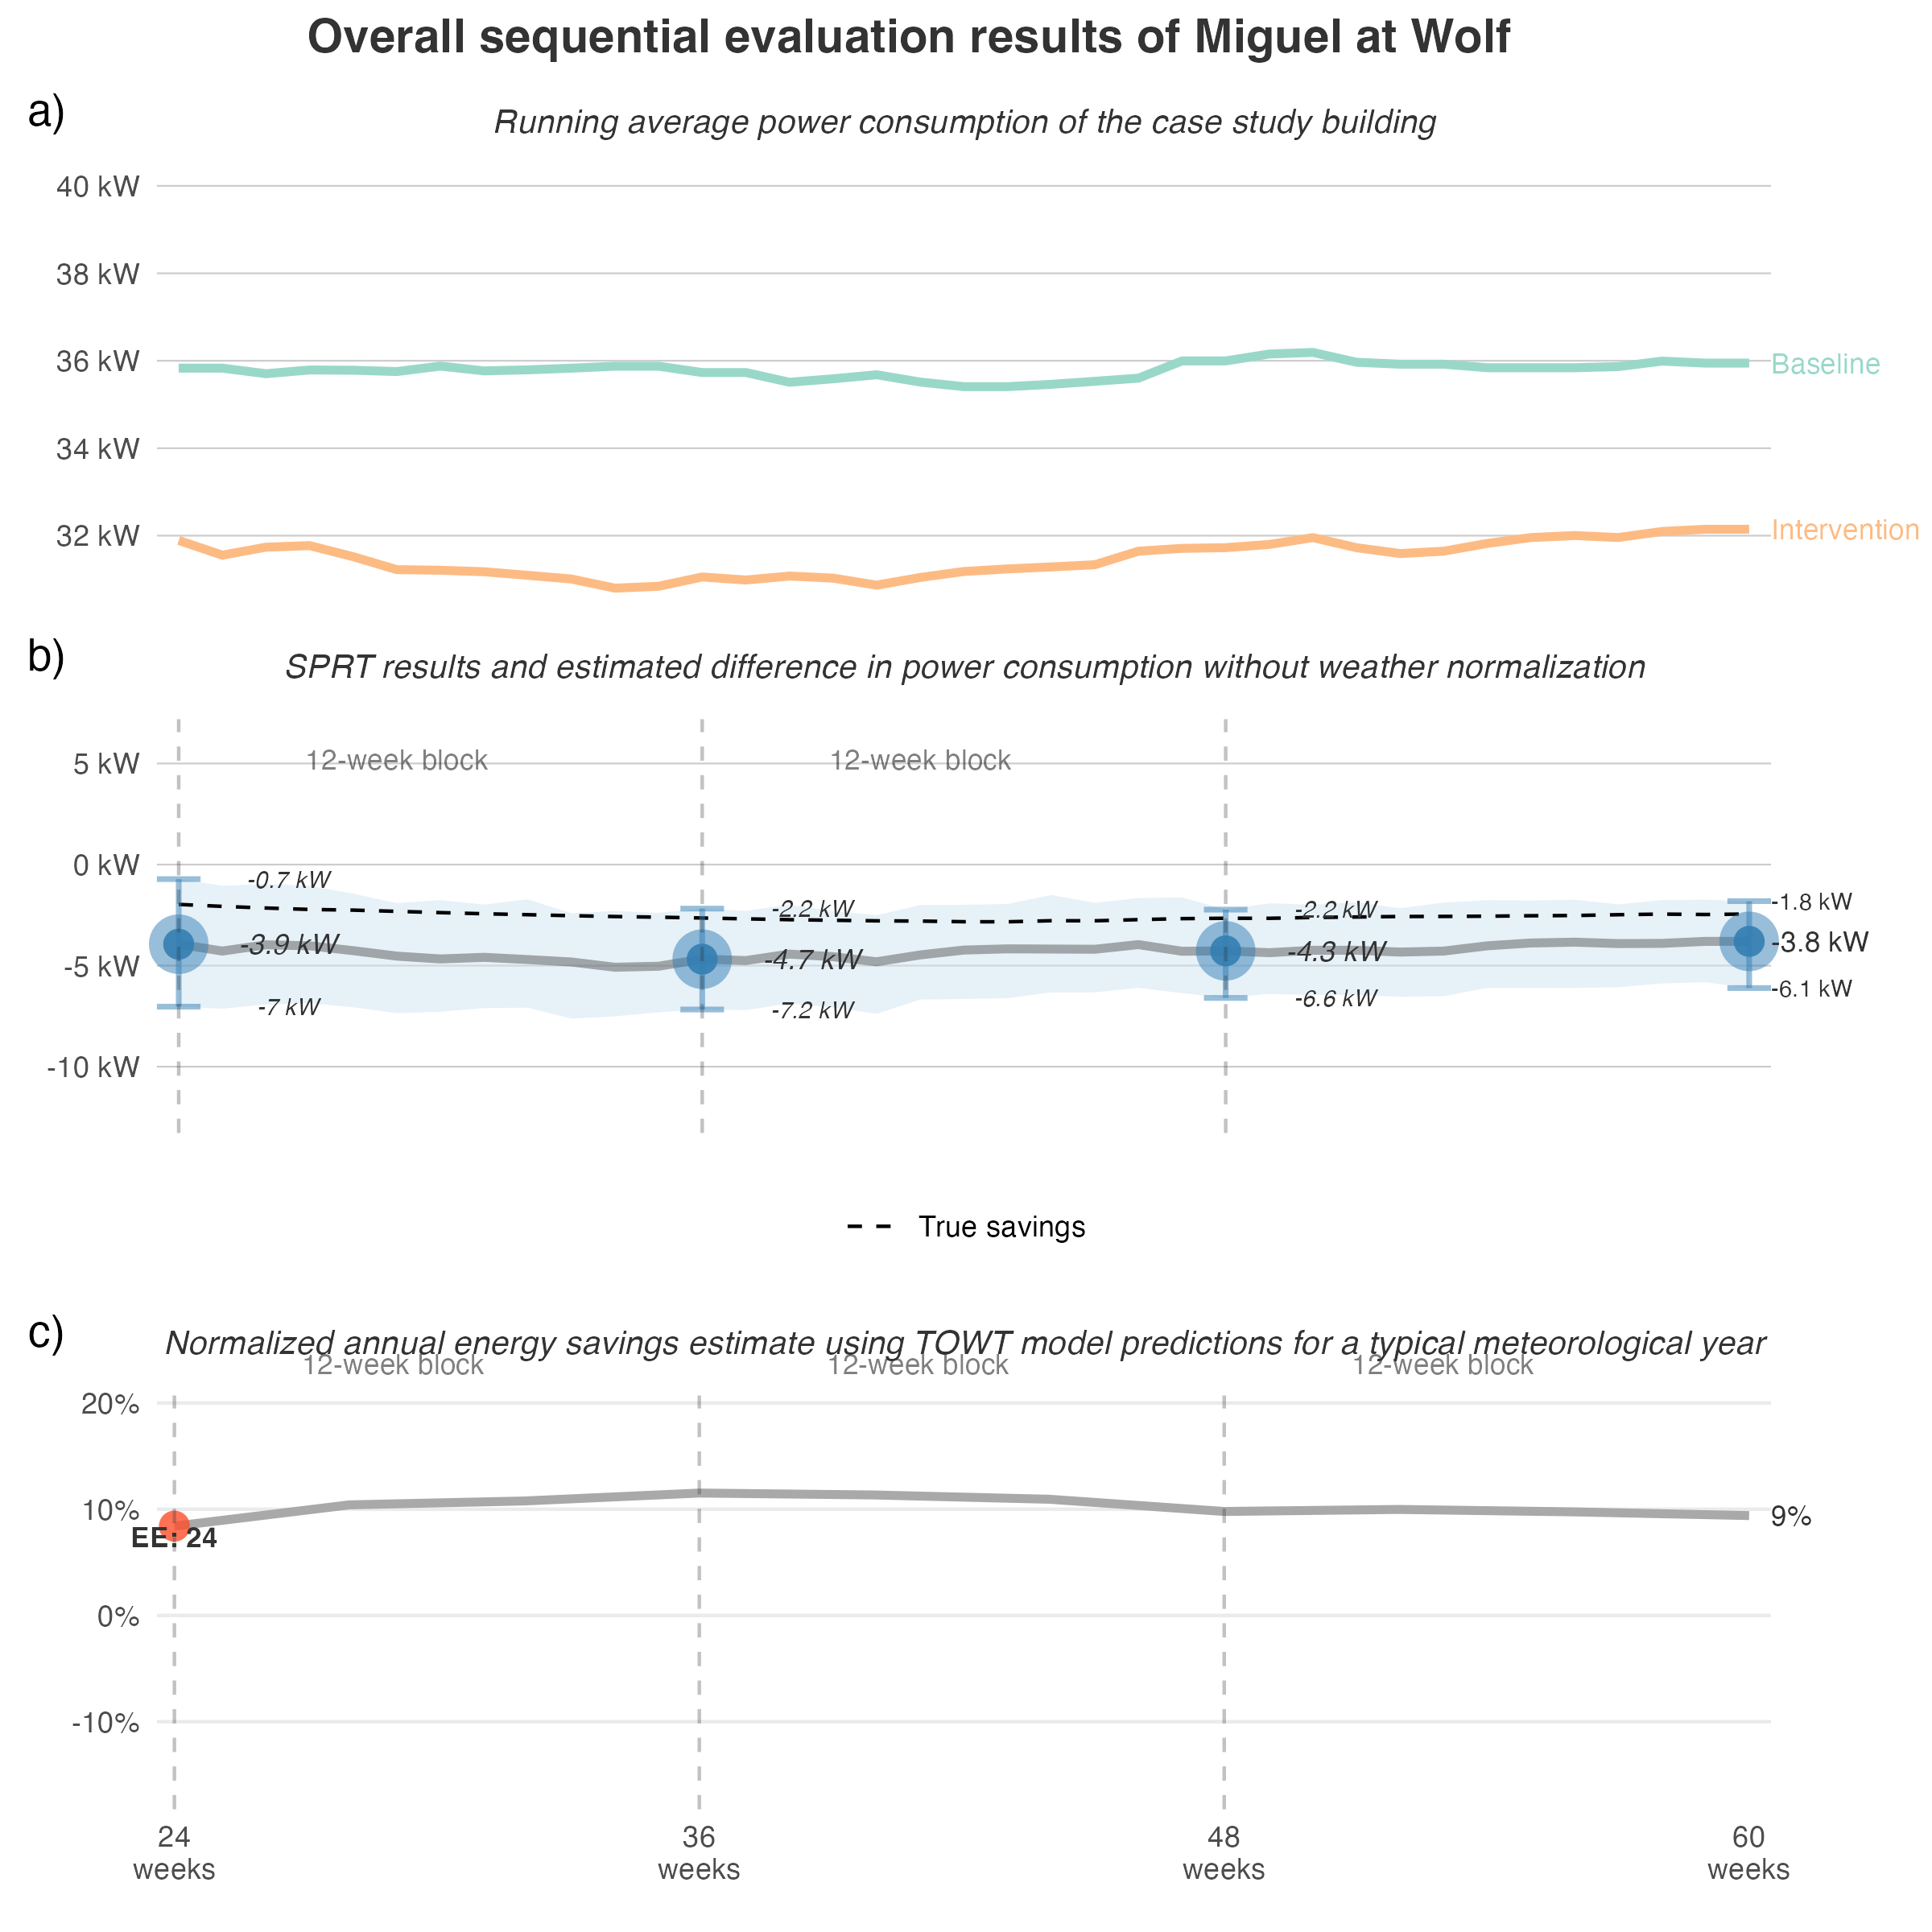 Overall sequential evaluation results of Miguel at Wolf
a)
Running average power consumption of the case study building
40 kW
38 kW
36 kW
Baseline
34 kW
32 kW
Intervention
b)
SPRT results and estimated difference in power consumption without weather normalization
12-week block
12-week block
5 kW
0 kW
-0.7 kW
-2.2 kW
-2.2 kW
-1.8 kW
-3.9 kW
-4.7 kW
-4.3 kW
-3.8 kW
-5 kW
-7 kW
-7.2 kW
-6.6 kW
-6.1 kW
-10 kW
True savings
c)
Normalized annual energy savings estimate using TOWT model predictions for a typical meteorological year
12-week block
12-week block
12-week block
20%
10%
EE: 24
9%
0%
-10%
24
weeks
36
weeks
48
weeks
60
weeks